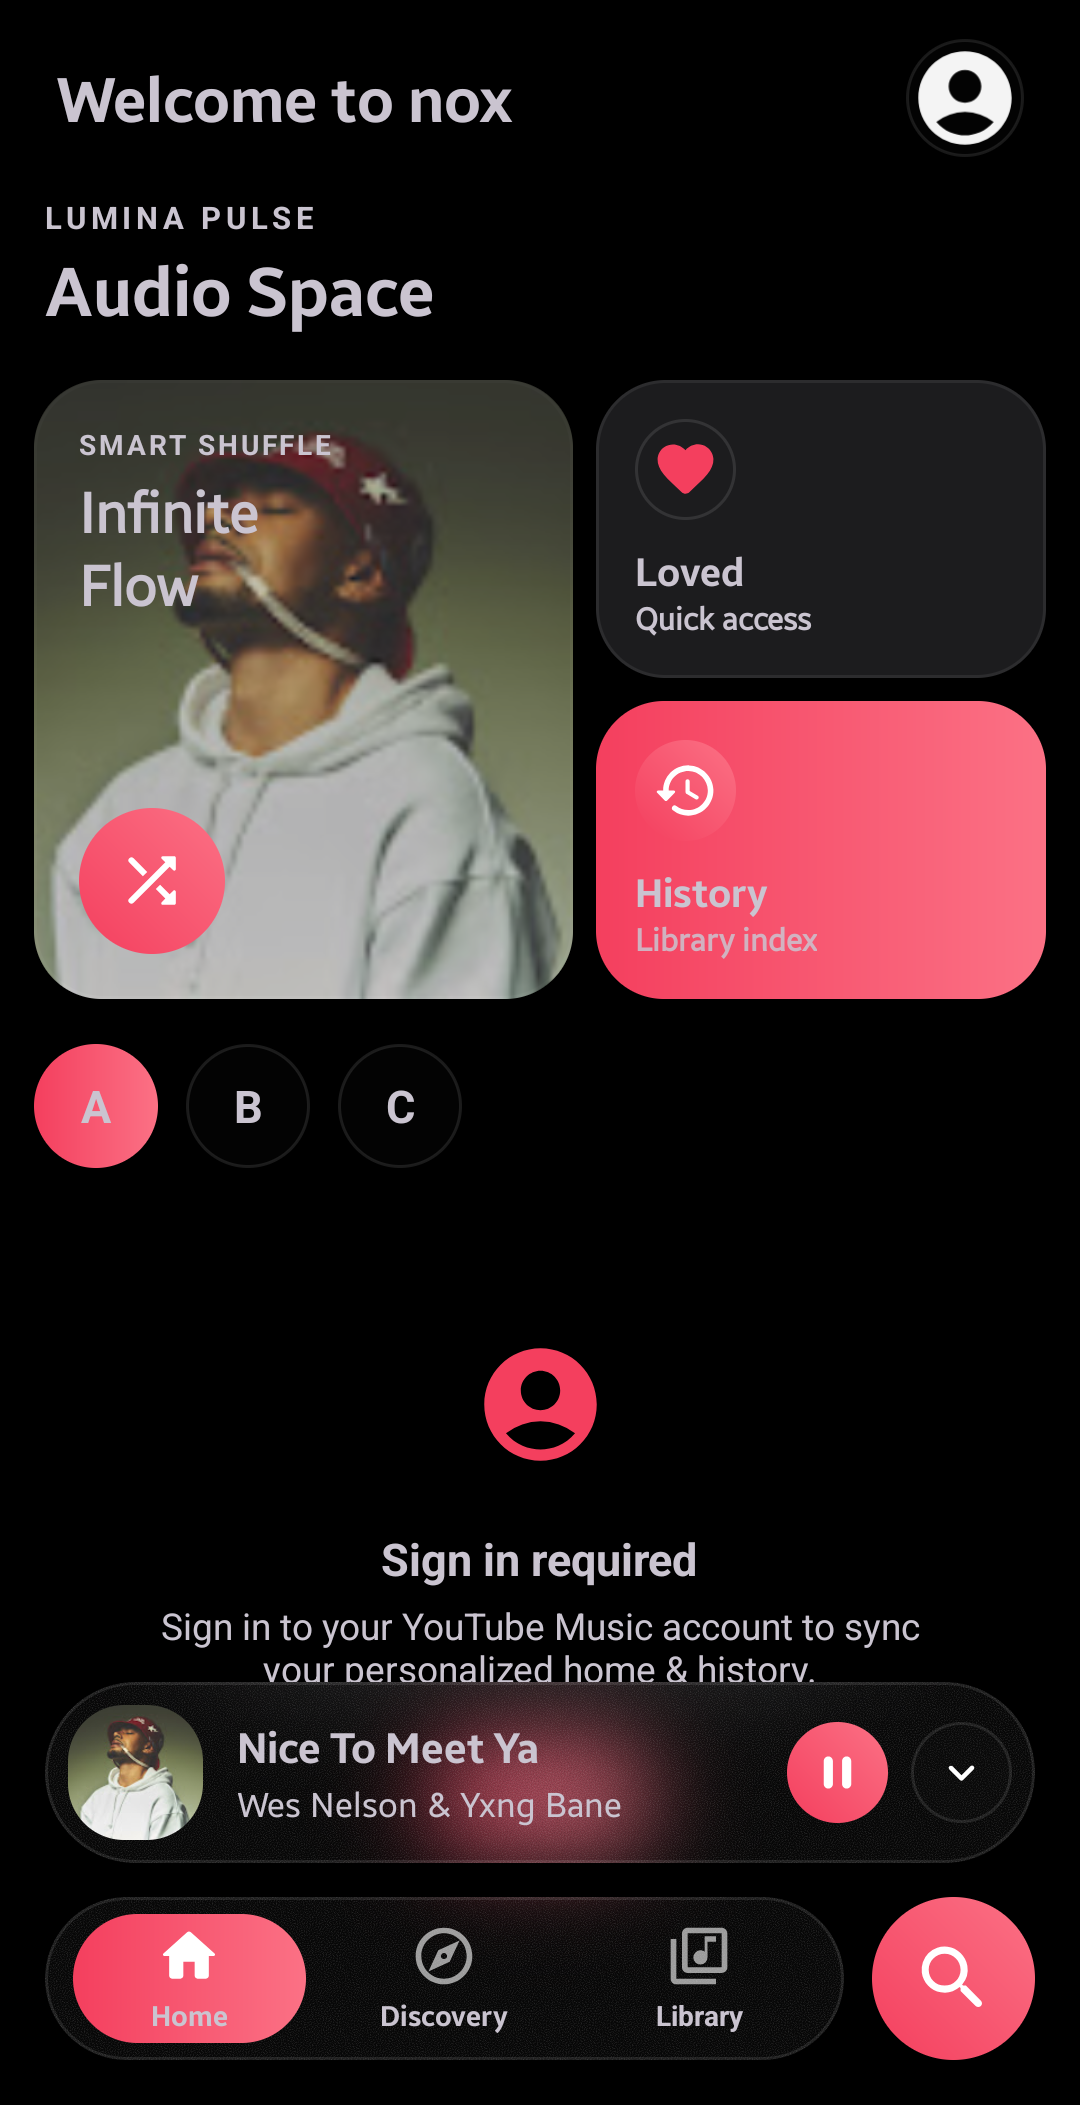 Welcome to nox
LUMINA PULSE
Audio Space
SMART SHUFFLE
Infinite
Flow
Loved
Quick access
History
Library index
A
B
C
Sign in required
Sign in to your YouTube Music account to sync
your personalized home & history.
Nice To Meet Ya
Wes Nelson & Yxng Bane
Home
Discovery
Library